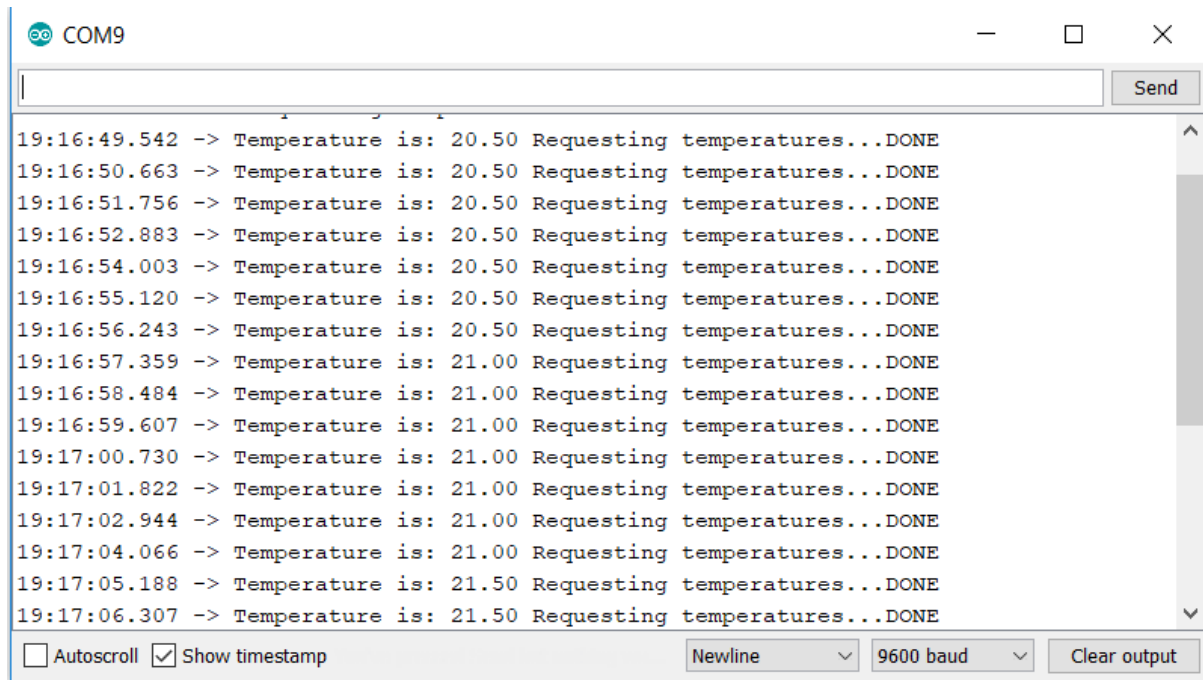 COM9
Send
19:16:49.542 -> Temperature is: 20.50 Requesting temperatures...DONE
19:16:50.663 -> Temperature is: 20.50 Requesting temperatures...DONE
19:16:51.756 -> Temperature is: 20.50 Requesting temperatures...DONE
19:16:52.883 -> Temperature is: 20.50 Requesting temperatures...DONE
19:16:54.003 -> Temperature is: 20.50 Requesting temperatures...DONE
19:16:55.120 -> Temperature is: 20.50 Requesting temperatures...DONE
19:16:56.243 -> Temperature is: 20.50 Requesting temperatures...DONE
19:16:57.359 -> Temperature is: 21.00 Requesting temperatures...DONE
19:16:58.484 -> Temperature is: 21.00 Requesting temperatures...DONE
19:16:59.607 -> Temperature is: 21.00 Requesting temperatures...DONE
19:17:00.730 -> Temperature is: 21.00 Requesting temperatures...DONE
19:17:01.822 -> Temperature is: 21.00 Requesting temperatures...DONE
19:17:02.944 -> Temperature is: 21.00 Requesting temperatures...DONE
19:17:04.066 -> Temperature is: 21.00 Requesting temperatures...DONE
19:17:05.188 -> Temperature is: 21.50 Requesting temperatures...DONE
19:17:06.307 -> Temperature is: 21.50 Requesting temperatures...DONE
Autoscroll Show timestamp Newline 9600 baud Clear output